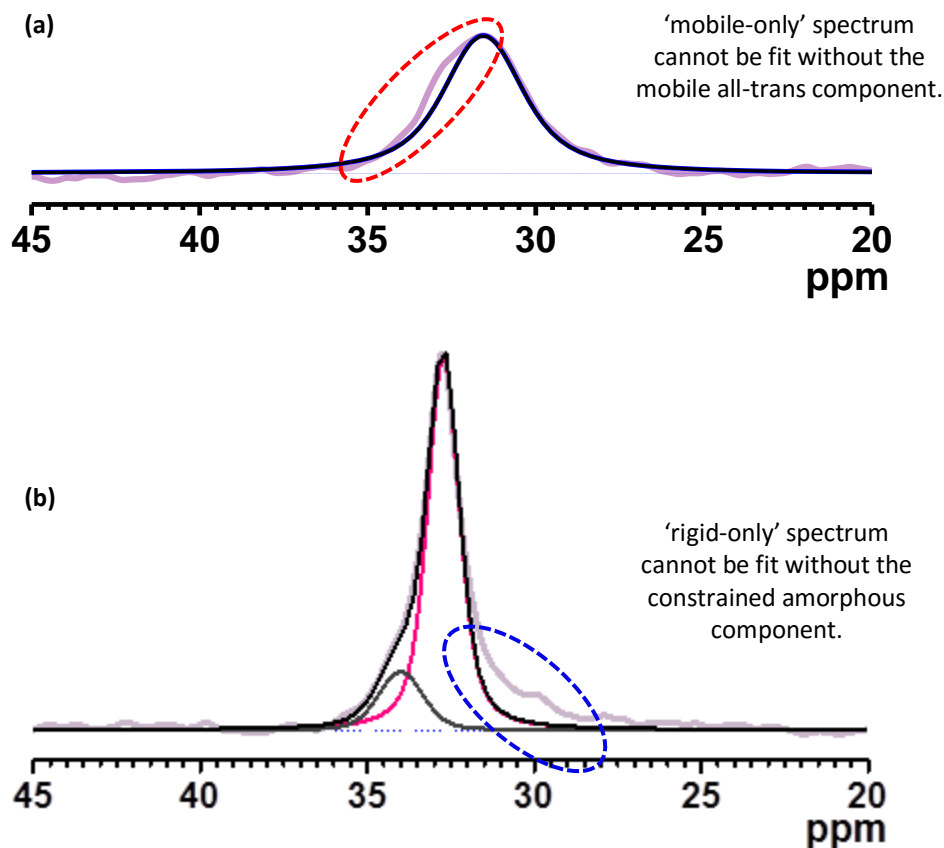 (a)
‘mobile-only’ spectrum
cannot be fit without the
mobile all-trans component.
45 40 35 30 25 20
ppm
(b)
‘rigid-only’ spectrum
cannot be fit without the
constrained amorphous
component.
45 40 35 30 25 20
ppm